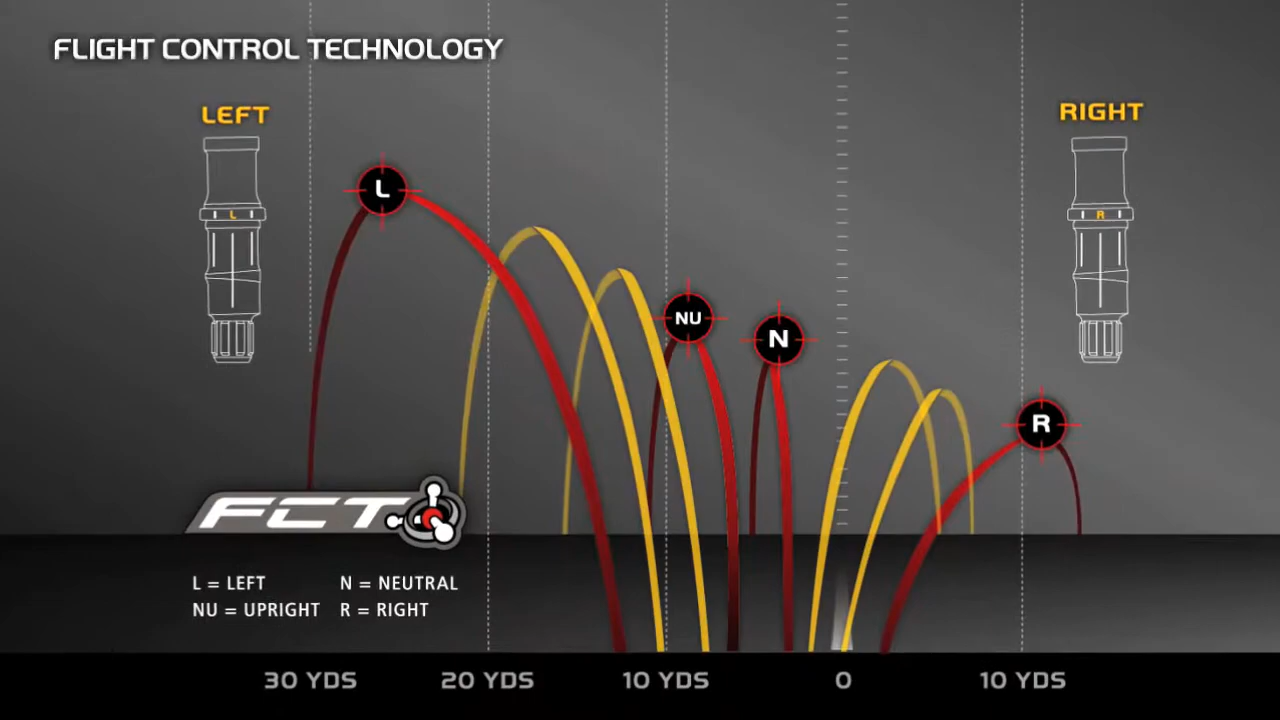 FLIGHT CONTROL TECHNOLOGY
LEFT
RIGHT
L
L
R
NU
N
R
FCT
L = LEFT N = NEUTRAL
NU = UPRIGHT R = RIGHT
30 YDS 20 YDS 10 YDS 0 10 YDS